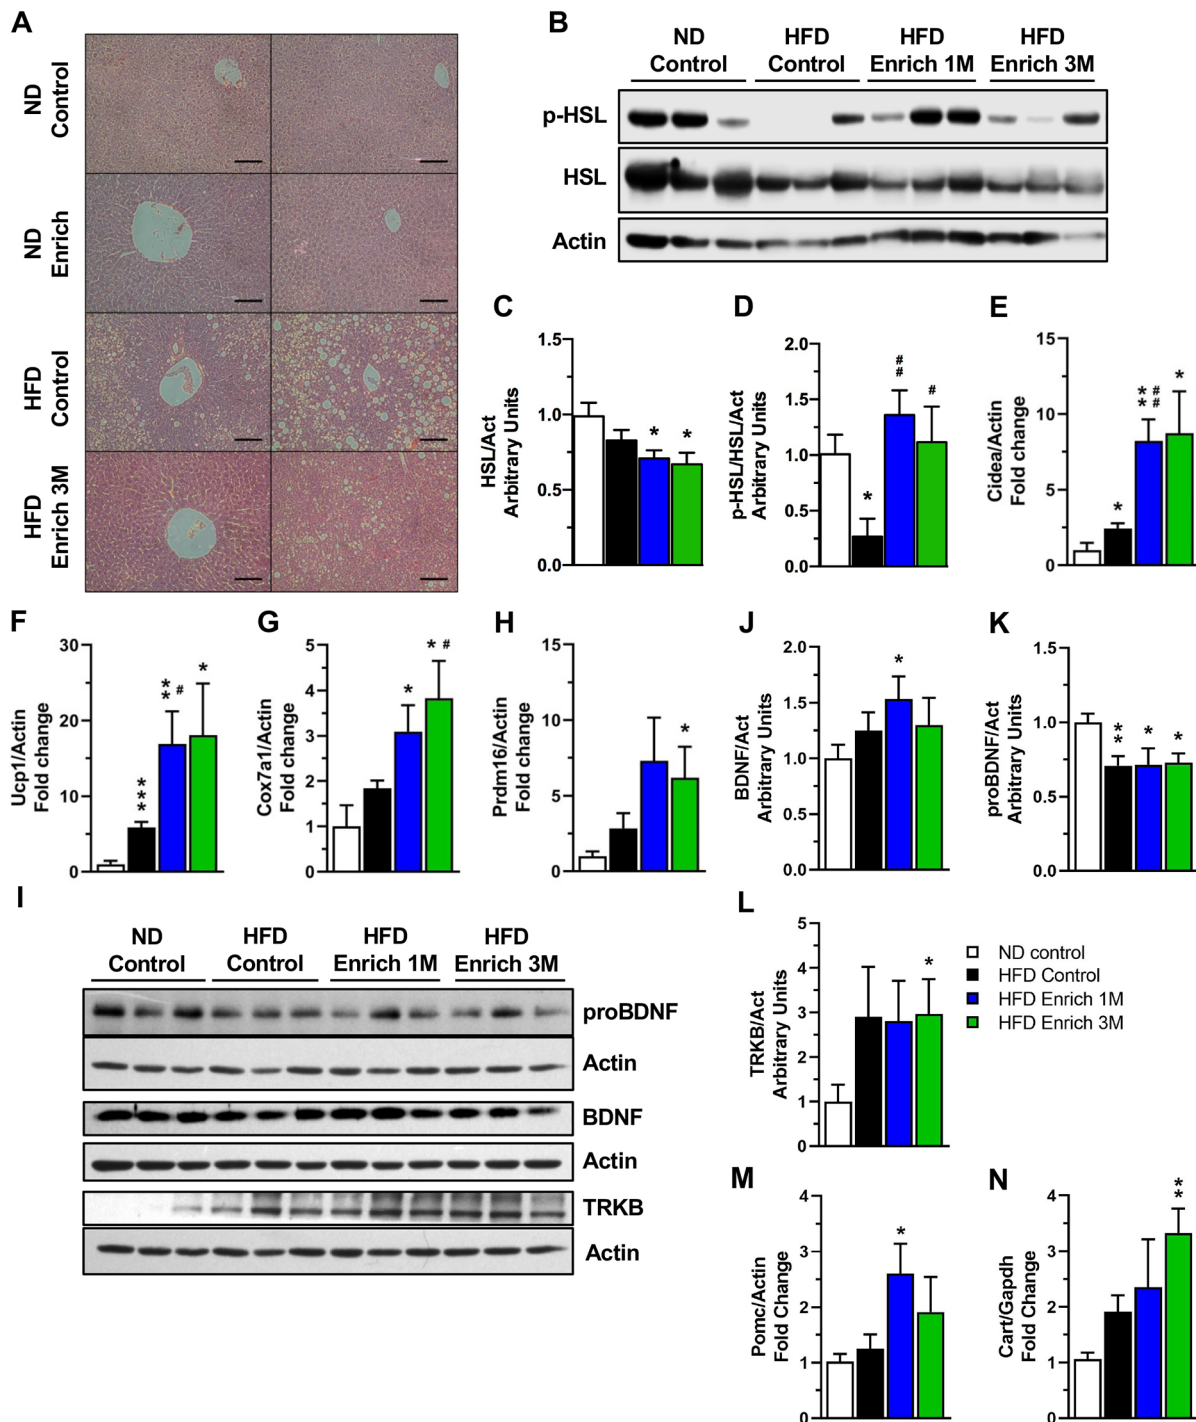 A
ND
Control
ND
Enrich
HFD
Control
HFD
Enrich 3M
B
ND
Control
HFD
Control
HFD
Enrich 1M
HFD
Enrich 3M
p-HSL
HSL
Actin
C
HSL/Act
Arbitrary Units
1.5
1.0
0.5
0.0
*
*
D
p-HSL/HSL/Act
Arbitrary Units
2.0
1.5
1.0
0.5
0.0
*
#
#
#
E
Cidea/Actin
Fold change
15
10
5
0
*
* #
* #
*
F
Ucp1/Actin
Fold change
30
20
10
0
***
*
* #
*
G
Cox7a1/Actin
Fold change
5
4
3
2
1
0
*
* #
H
Prdm16/Actin
Fold change
15
10
5
0
*
J
BDNF/Act
Arbitrary Units
2.0
1.5
1.0
0.5
0.0
*
K
proBDNF/Act
Arbitrary Units
1.5
1.0
0.5
0.0
*
*
*
*
I
ND
Control
HFD
Control
HFD
Enrich 1M
HFD
Enrich 3M
proBDNF
Actin
BDNF
Actin
TRKB
Actin
L
TRKB/Act
Arbitrary Units
5
4
3
2
1
0
*
ND control
HFD Control
HFD Enrich 1M
HFD Enrich 3M
M
Pomc/Actin
Fold Change
4
3
2
1
0
*
N
Cart/Gapdh
Fold Change
4
3
2
1
0
*
*